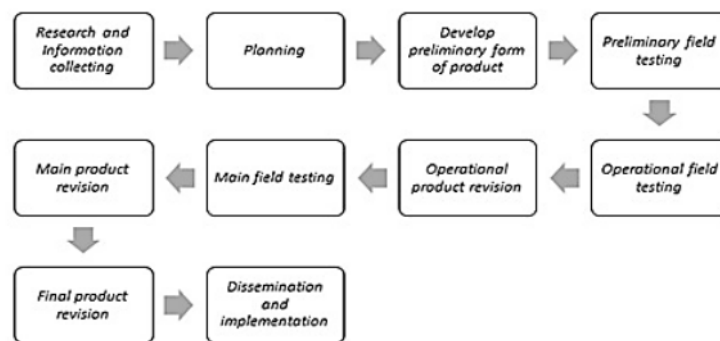 Research and
Information
collecting
Planning
Develop
preliminary form
of product
Preliminary field
testing
Main product
revision
Main field testing
Operational
product revision
Operational field
testing
Final product
revision
Dissemination
and
implementation